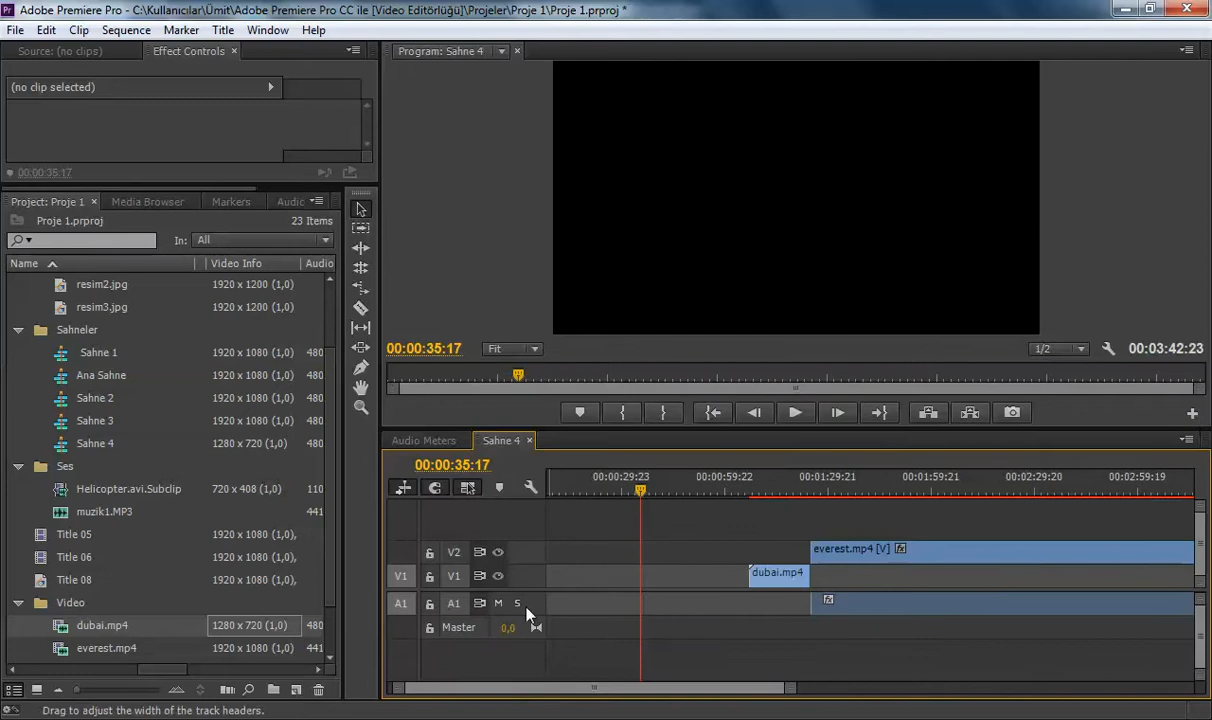 Pr Adobe Premiere Pro - C:\Kullanıcılar\Ümit\Adobe Premiere Pro CC ile [Video Editörlüğü]\Projeler\Proje 1\Proje 1.prproj *
File Edit Clip Sequence Marker Title Window Help
Source: (no clips) Effect Controls ×
(no clip selected)
00:00:35:17
Program: Sahne 4 ×
00:00:35:17 Fit 1/2 00:03:42:23
Project: Proje 1 × Media Browser Markers Audio
Proje 1.prproj 23 Items
In: All
Name Video Info Audio
resim2.jpg 1920 x 1200 (1,0)
resim3.jpg 1920 x 1200 (1,0)
Sahneler
Sahne 1 1920 x 1080 (1,0) 480
Ana Sahne 1920 x 1080 (1,0) 480
Sahne 2 1920 x 1080 (1,0) 480
Sahne 3 1920 x 1080 (1,0) 480
Sahne 4 1280 x 720 (1,0) 480
Ses
Helicopter.avi.Subclip 720 x 408 (1,0) 110
muzik1.MP3 441
Title 05 1920 x 1080 (1,0),
Title 06 1920 x 1080 (1,0),
Title 08 1920 x 1080 (1,0),
Video
dubai.mp4 1280 x 720 (1,0) 480
everest.mp4 1920 x 1080 (1,0) 441
Audio Meters Sahne 4 ×
00:00:35:17
00:00:29:23 00:00:59:22 00:01:29:21 00:01:59:21 00:02:29:20 00:02:59:19
V2 everest.mp4 [V] fx
V1 V1 dubai.mp4
A1 A1 M S fx
Master 0,0
Drag to adjust the width of the track headers.